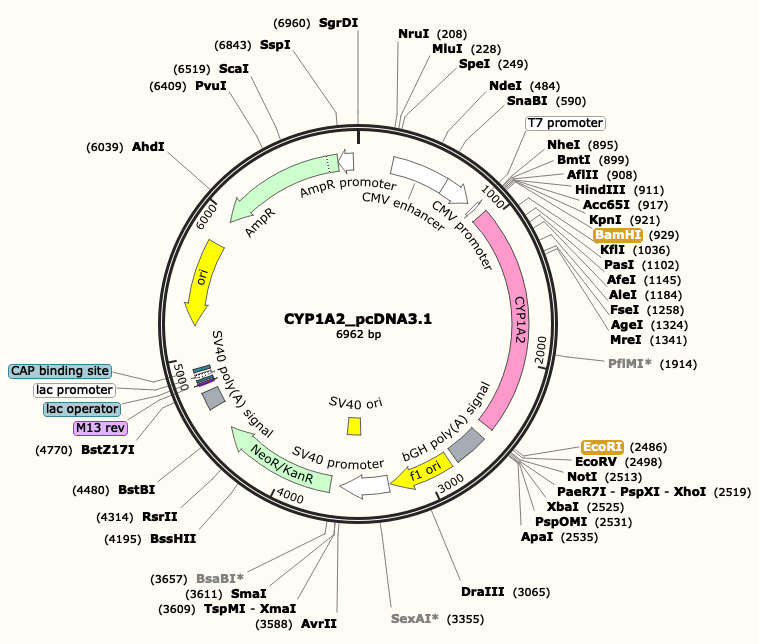 (6960) SgrDI
(6843) SspI
(6519) ScaI
(6409) PvuI
(6039) AhdI
NruI (208)
MluI (228)
SpeI (249)
NdeI (484)
SnaBI (590)
T7 promoter
NheI (895)
BmtI (899)
AflII (908)
HindIII (911)
Acc65I (917)
KpnI (921)
BamHI (929)
KflI (1036)
PasI (1102)
AfeI (1145)
AleI (1184)
FseI (1258)
AgeI (1324)
MreI (1341)
PflMI* (1914)
EcoRI (2486)
EcoRV (2498)
NotI (2513)
PaeR7I - PspXI - XhoI (2519)
XbaI (2525)
PspOMI (2531)
ApaI (2535)
DraIII (3065)
SexAI* (3355)
AvrII
(3588)
TspMI - XmaI
(3609)
SmaI
(3611)
BsaBI*
(3657)
(4195) BssHII
(4314) RsrII
(4480) BstBI
(4770) BstZ17I
M13 rev
lac operator
lac promoter
CAP binding site
1000
2000
3000
4000
5000
6000
AmpR promoter
AmpR
CMV enhancer
CMV promoter
CYP1A2
ori
CYP1A2_pcDNA3.1
6962 bp
SV40 poly(A) signal
SV40 ori
bGH poly(A) signal
SV40 promoter
f1 ori
NeoR/KanR